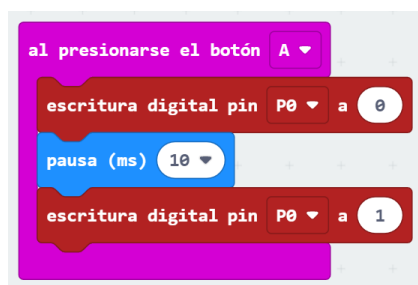 al presionarse el botón A
escritura digital pin P0 a 0
pausa (ms) 10
escritura digital pin P0 a 1